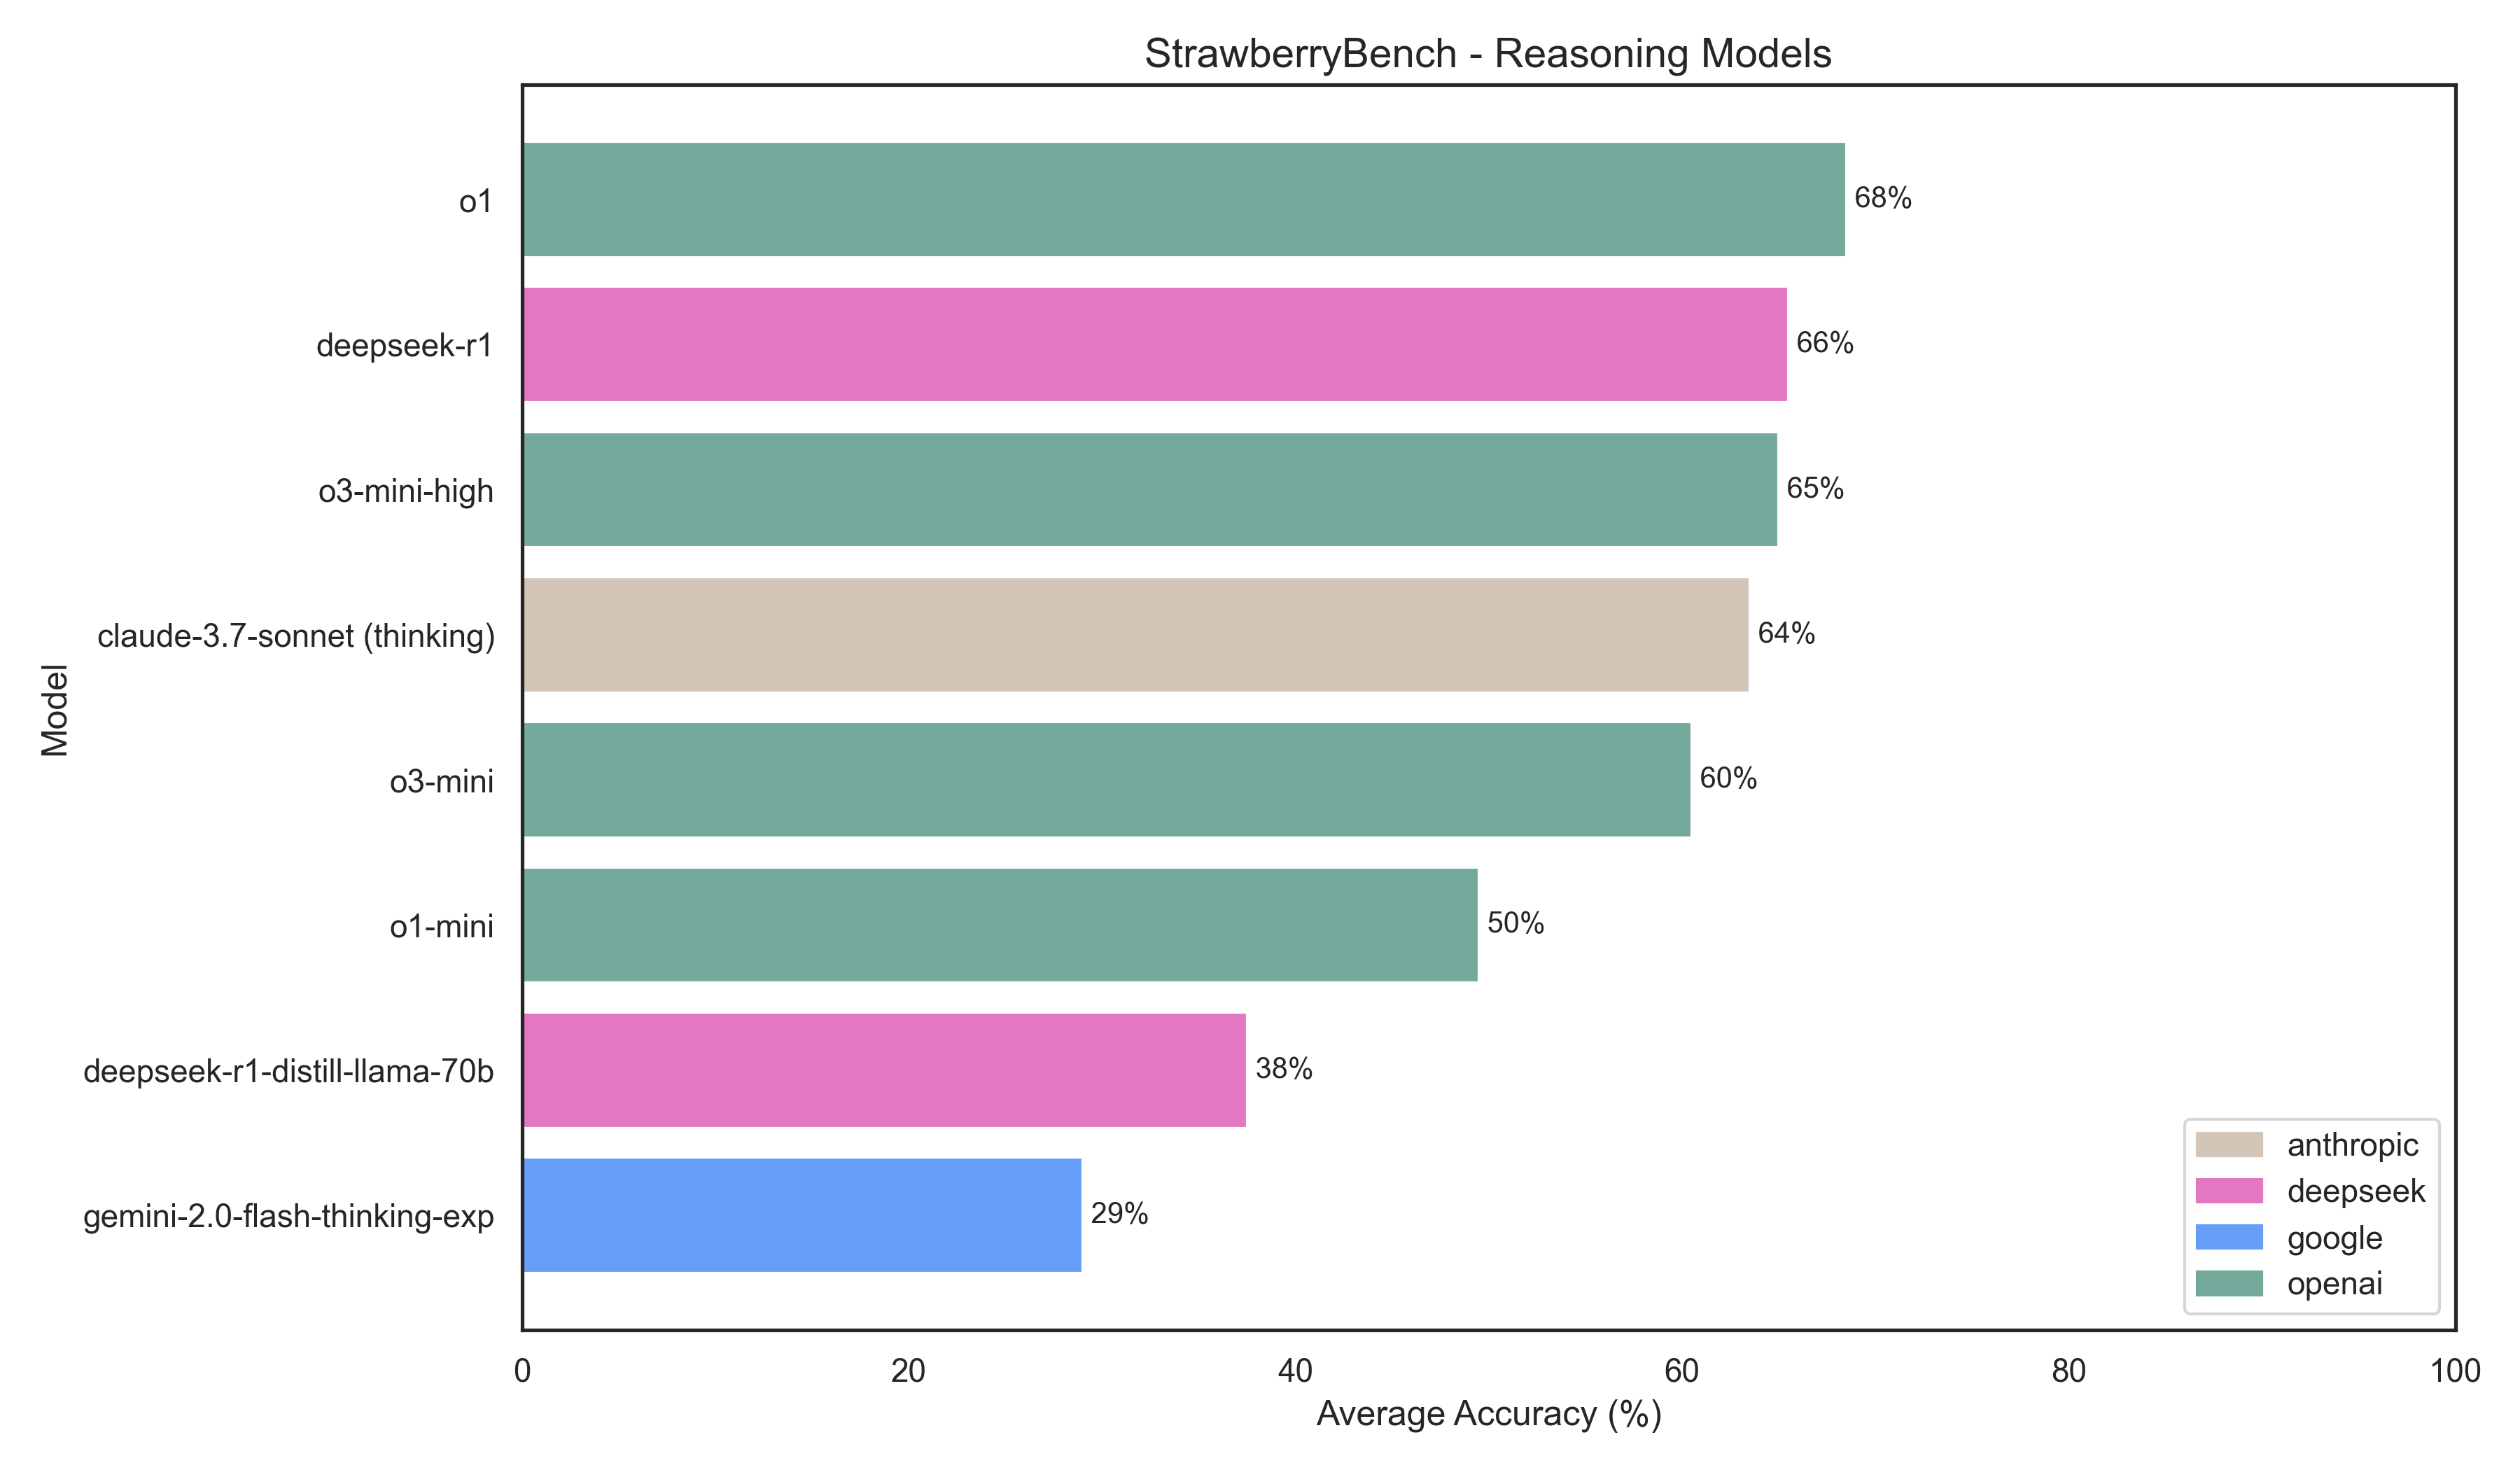 StrawberryBench - Reasoning Models
o1
68%
deepseek-r1
66%
o3-mini-high
65%
claude-3.7-sonnet (thinking)
64%
o3-mini
60%
o1-mini
50%
deepseek-r1-distill-llama-70b
38%
gemini-2.0-flash-thinking-exp
29%
Model
0 20 40 60 80 100
Average Accuracy (%)
anthropic
deepseek
google
openai